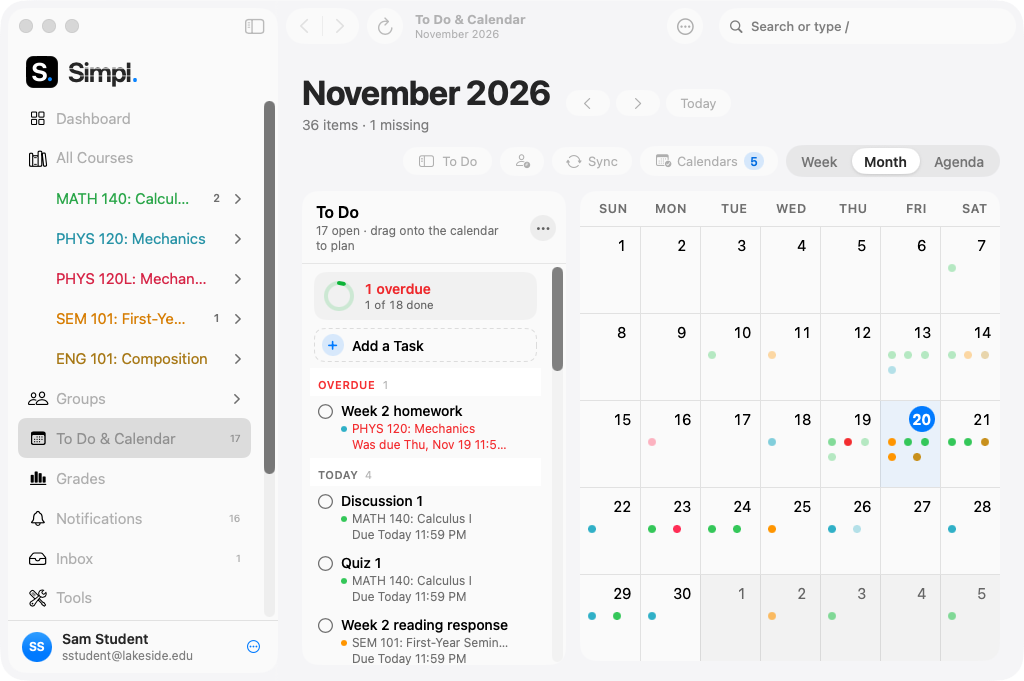 To Do & Calendar
November 2026
Search or type /
S.
Simpl.
Dashboard
All Courses
MATH 140: Calcul... 2
PHYS 120: Mechanics
PHYS 120L: Mechan...
SEM 101: First-Ye... 1
ENG 101: Composition
Groups
To Do & Calendar 17
Grades
Notifications 16
Inbox 1
Tools
SS
Sam Student
sstudent@lakeside.edu
November 2026
Today
36 items · 1 missing
To Do
Sync
Calendars 5
Week
Month
Agenda
To Do
17 open · drag onto the calendar
to plan
1 overdue
1 of 18 done
+ Add a Task
OVERDUE 1
Week 2 homework
PHYS 120: Mechanics
Was due Thu, Nov 19 11:5...
TODAY 4
Discussion 1
MATH 140: Calculus I
Due Today 11:59 PM
Quiz 1
MATH 140: Calculus I
Due Today 11:59 PM
Week 2 reading response
SEM 101: First-Year Semin...
Due Today 11:59 PM
SUN MON TUE WED THU FRI SAT
1 2 3 4 5 6 7
8 9 10 11 12 13 14
15 16 17 18 19 20 21
22 23 24 25 26 27 28
29 30 1 2 3 4 5